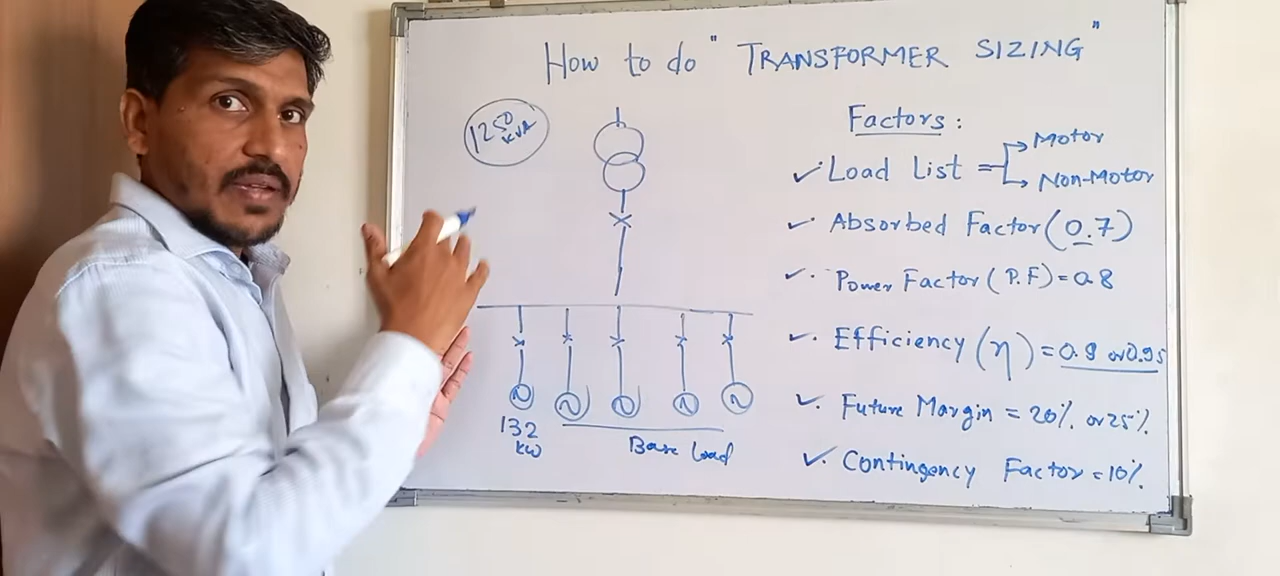 How to do " TRANSFORMER SIZING "
1250
KVA
Factors :
✓ Load List = Motor
Non-Motor
✓ Absorbed Factor (0.7)
✓ Power Factor (P.F) = 0.8
✓ Efficiency (η) = 0.9 or 0.95
✓ Future Margin = 20% or 25%.
✓ Contingency Factor = 10%.
132
KW
Base Load